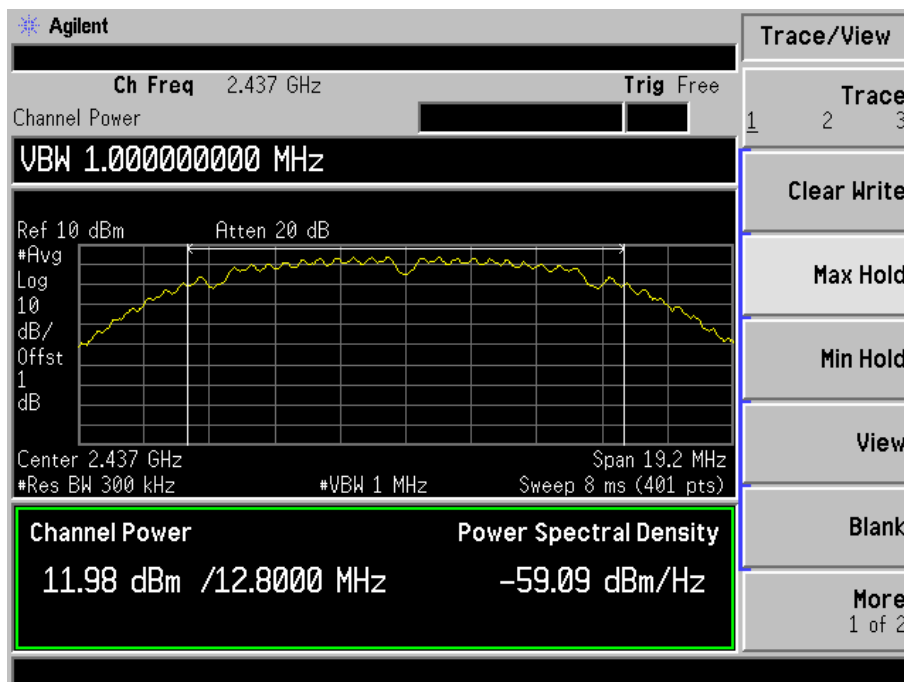 Agilent
Trace/View
Ch Freq 2.437 GHz Trig Free
Channel Power
Trace
1 2 3
VBW 1.000000000 MHz
Clear Write
Ref 10 dBm Atten 20 dB
#Avg
Log
10
dB/
Offst
1
dB
Max Hold
Min Hold
View
Center 2.437 GHz Span 19.2 MHz
#Res BW 300 kHz #VBW 1 MHz Sweep 8 ms (401 pts)
Channel Power Power Spectral Density
11.98 dBm /12.8000 MHz -59.09 dBm/Hz
Blank
More
1 of 2